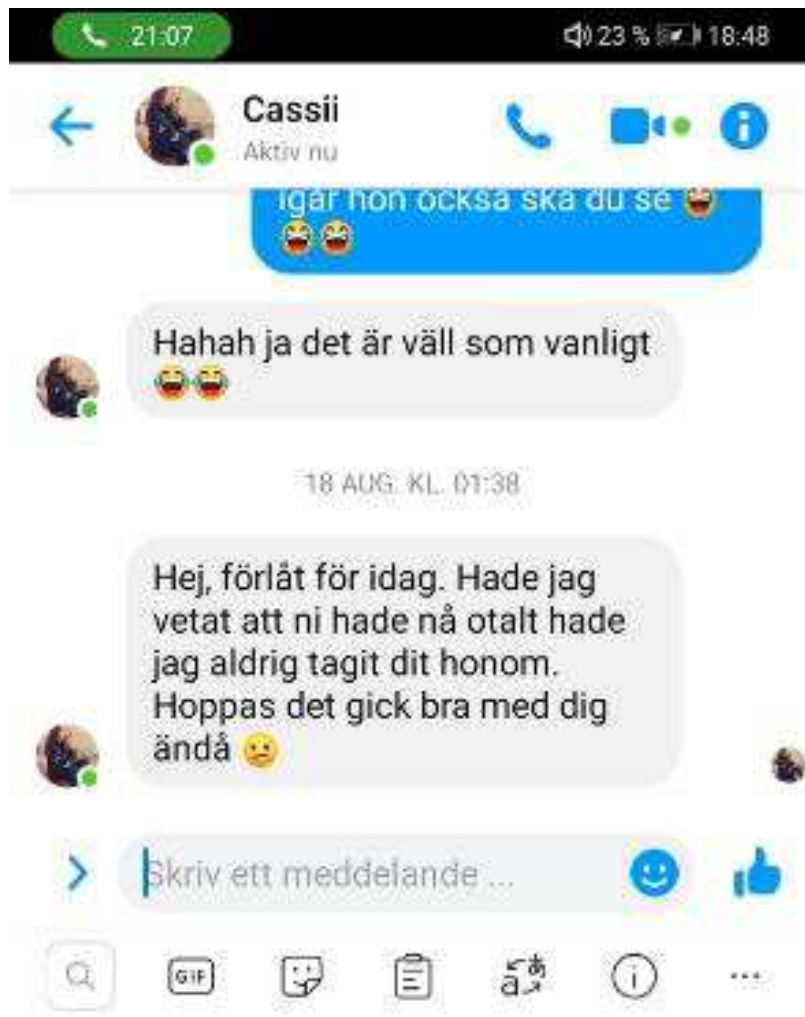 21:07 23 % 18:48
Cassii
Aktiv nu
igår hon också ska du se 😂
😂😂
Hahah ja det är väll som vanligt
😂😂
18 AUG. KL. 01:38
Hej, förlåt för idag. Hade jag
vetat att ni hade nå otalt hade
jag aldrig tagit dit honom.
Hoppas det gick bra med dig
ändå 🫤
Skriv ett meddelande ...
GIF